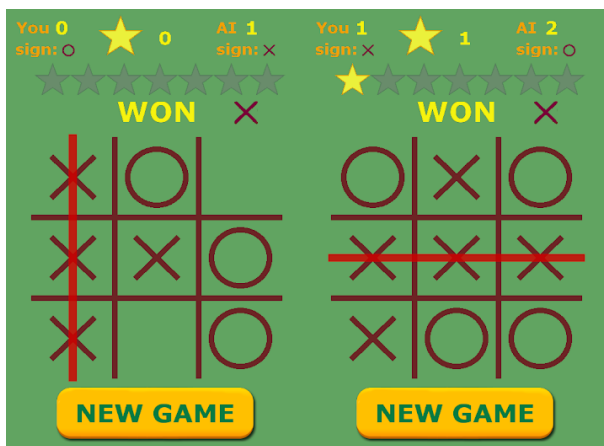 You 0
0
AI 1
sign: O
sign: X
WON X
NEW GAME
You 1
1
AI 2
sign: X
sign: O
WON X
NEW GAME